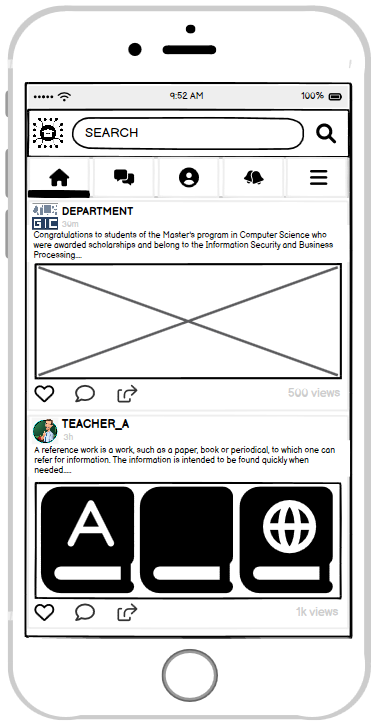 9:52 AM
100%
SEARCH
DEPARTMENT
GIC
30m
Congratulations to students of the Master's program in Computer Science who
were awarded scholarships and belong to the Information Security and Business
Processing...
500 views
TEACHER_A
3h
A reference work is a work, such as a paper, book or periodical, to which one can
refer for information. The information is intended to be found quickly when
needed....
A
1k views